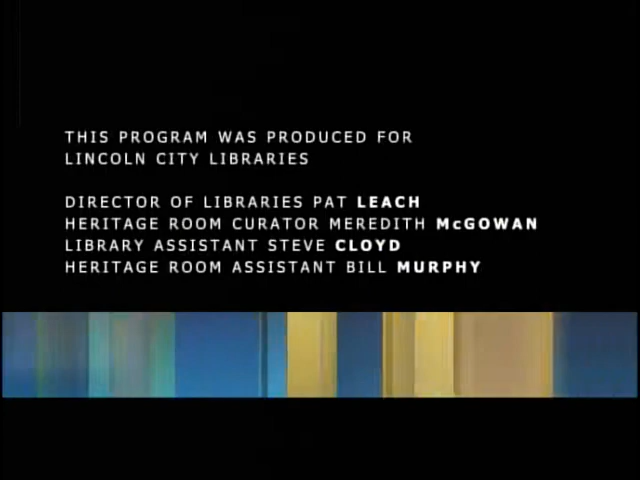 THIS PROGRAM WAS PRODUCED FOR
LINCOLN CITY LIBRARIES
DIRECTOR OF LIBRARIES PAT LEACH
HERITAGE ROOM CURATOR MEREDITH McGOWAN
LIBRARY ASSISTANT STEVE CLOYD
HERITAGE ROOM ASSISTANT BILL MURPHY